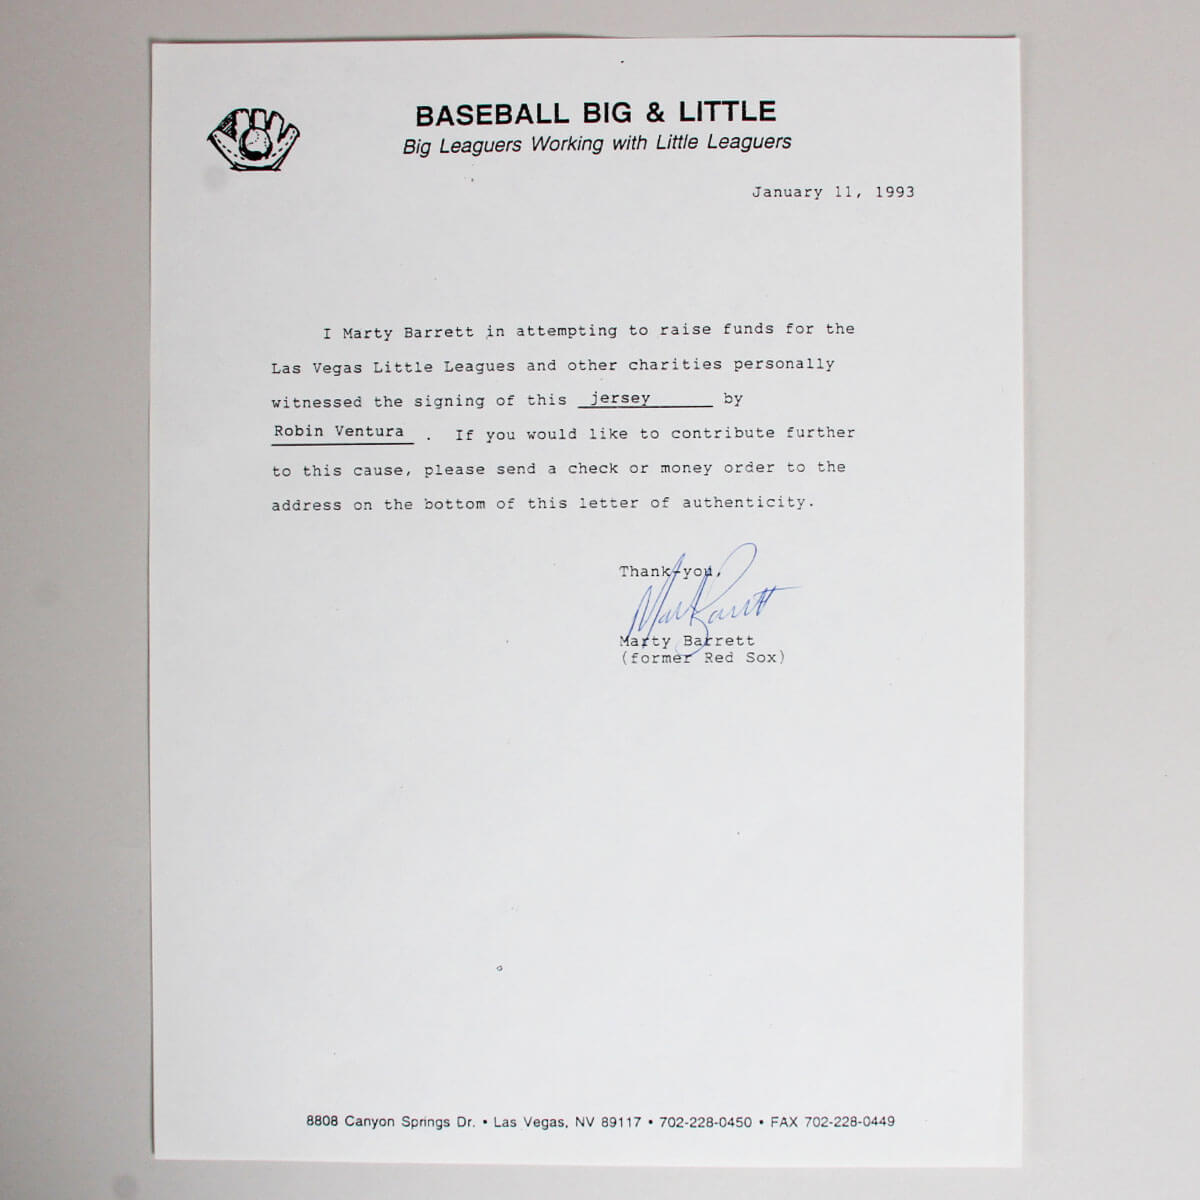 BASEBALL BIG & LITTLE
Big Leaguers Working with Little Leaguers
January 11, 1993
I Marty Barrett in attempting to raise funds for the
Las Vegas Little Leagues and other charities personally
witnessed the signing of this jersey by
Robin Ventura . If you would like to contribute further
to this cause, please send a check or money order to the
address on the bottom of this letter of authenticity.
Thank-you,
Marty Barrett
Marty Barrett
(former Red Sox)
8808 Canyon Springs Dr. • Las Vegas, NV 89117 • 702-228-0450 • FAX 702-228-0449